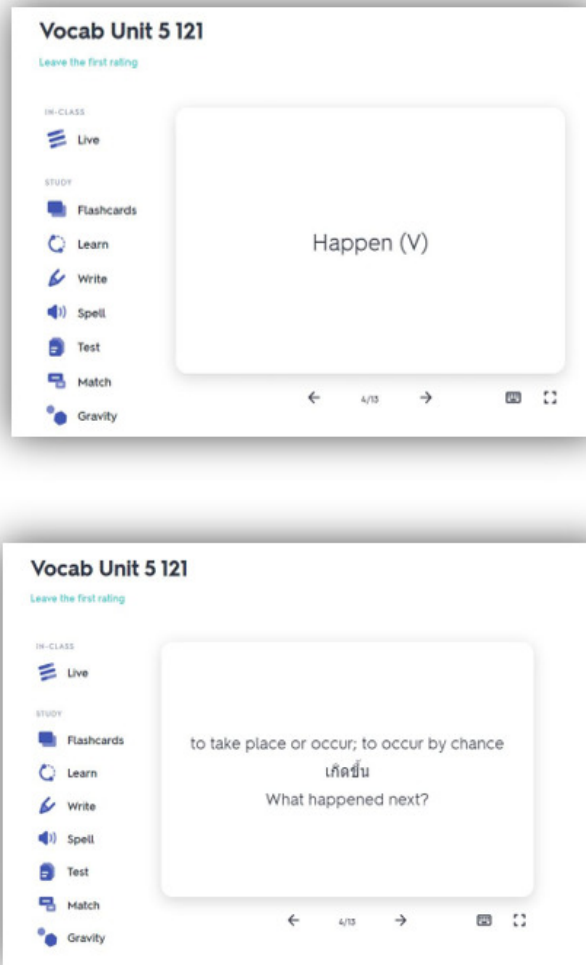 Vocab Unit 5 121
Leave the first rating
IN-CLASS
Live
STUDY
Flashcards
Learn
Write
Spell
Test
Match
Gravity
Happen (V)
4/13
Vocab Unit 5 121
Leave the first rating
IN-CLASS
Live
STUDY
Flashcards
Learn
Write
Spell
Test
Match
Gravity
to take place or occur; to occur by chance
เกิดขึ้น
What happened next?
4/13